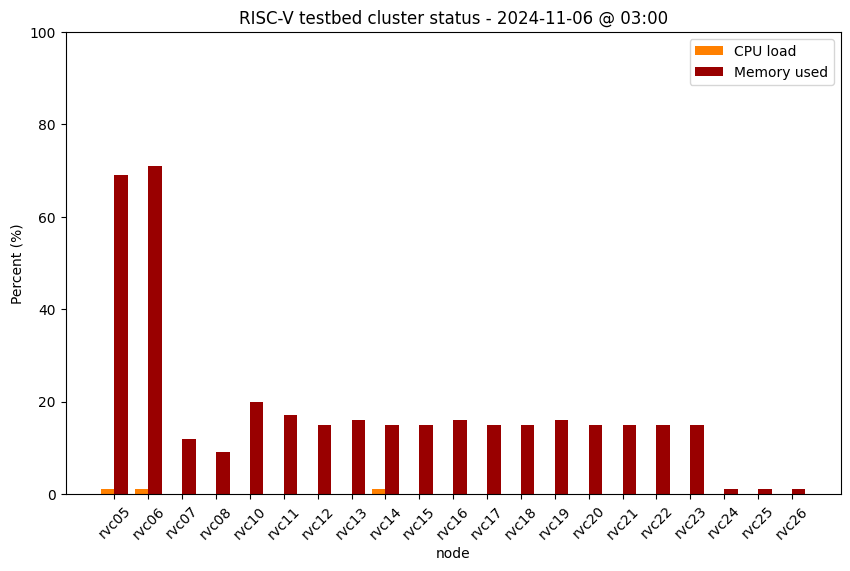 RISC-V testbed cluster status - 2024-11-06 @ 03:00
CPU load
Memory used
Percent (%)
100
80
60
40
20
0
rvc05
rvc06
rvc07
rvc08
rvc10
rvc11
rvc12
rvc13
rvc14
rvc15
rvc16
rvc17
rvc18
rvc19
rvc20
rvc21
rvc22
rvc23
rvc24
rvc25
rvc26
node